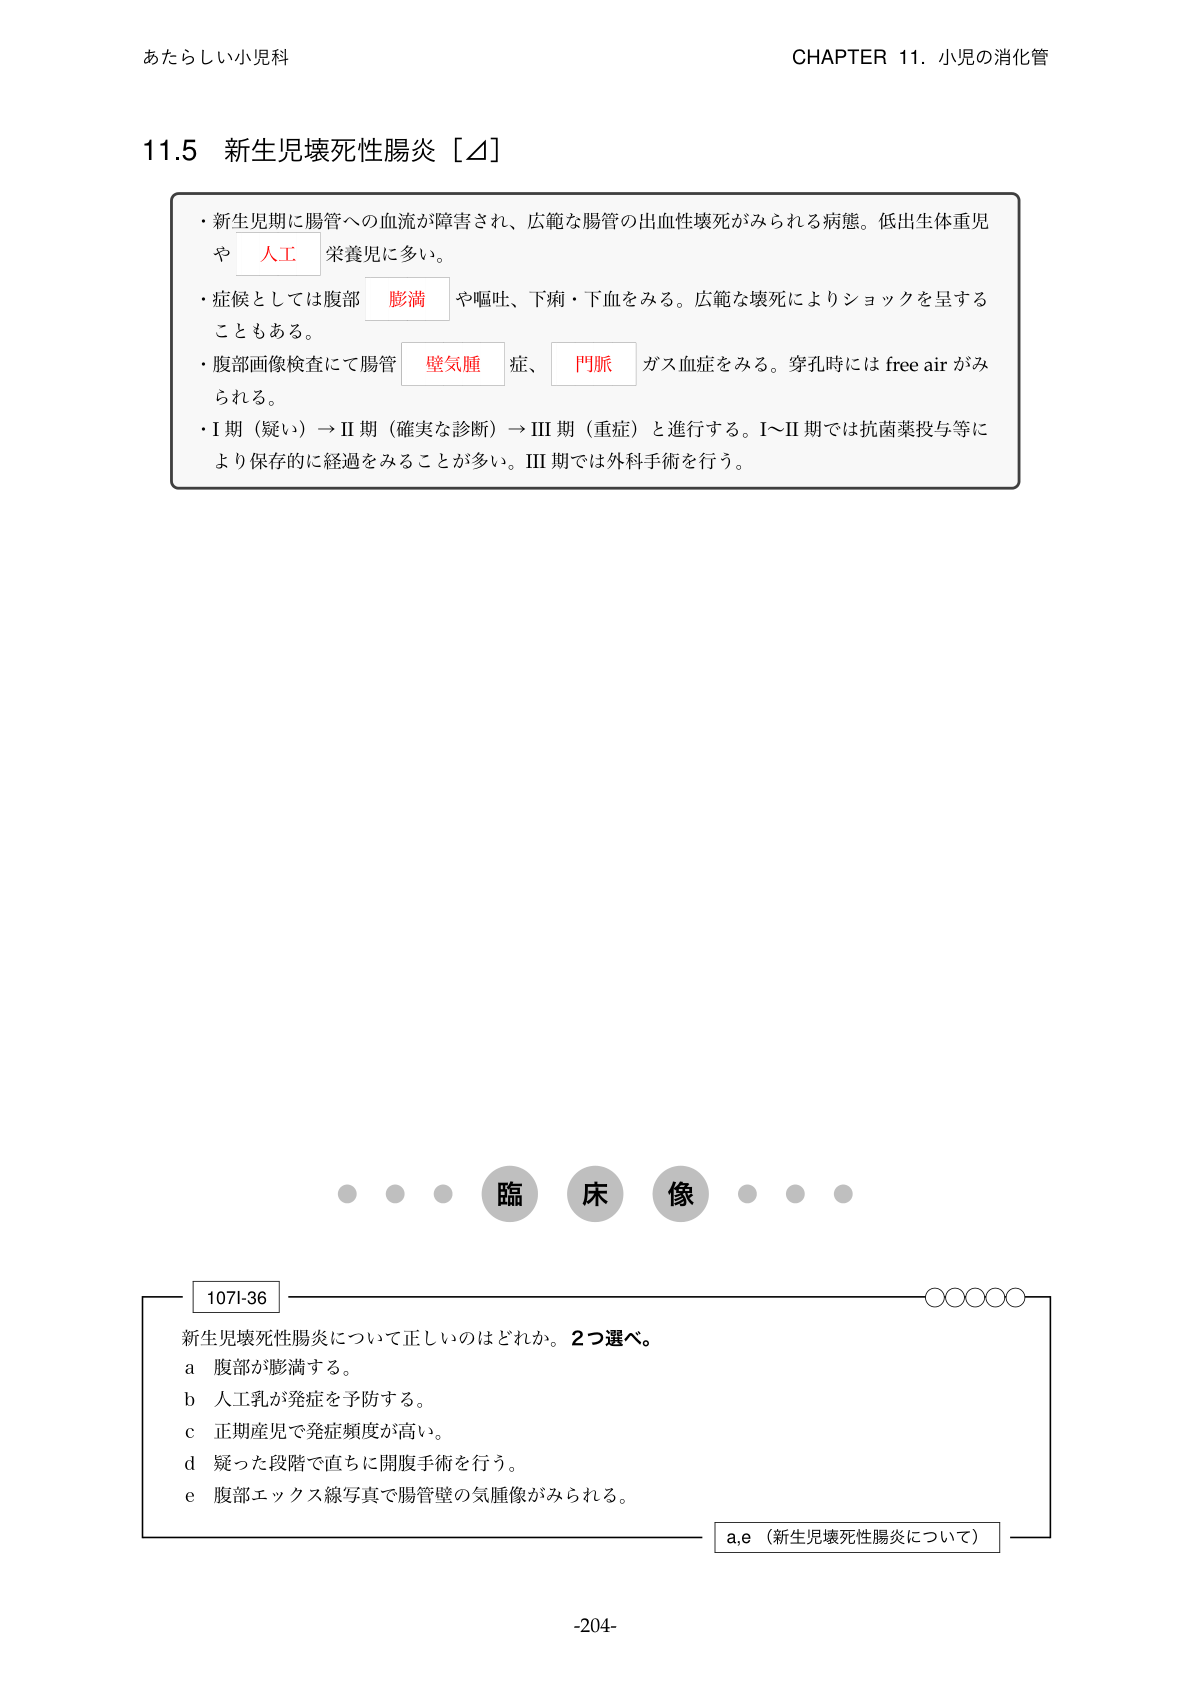 あたらしい小児科
CHAPTER 11. 小児の消化管
11.5 新生児壊死性腸炎［⊿］
・新生児期に腸管への血流が障害され、広範な腸管の出血性壊死がみられる病態。低出生体重児
や 人工 栄養児に多い。
・症候としては腹部 膨満 や嘔吐、下痢・下血をみる。広範な壊死によりショックを呈する
こともある。
・腹部画像検査にて腸管 壁気腫 症、 門脈 ガス血症をみる。穿孔時には free air がみ
られる。
・I 期（疑い）→ II 期（確実な診断）→ III 期（重症）と進行する。I〜II 期では抗菌薬投与等に
より保存的に経過をみることが多い。III 期では外科手術を行う。
臨床像
107I-36
新生児壊死性腸炎について正しいのはどれか。2つ選べ。
a 腹部が膨満する。
b 人工乳が発症を予防する。
c 正期産児で発症頻度が高い。
d 疑った段階で直ちに開腹手術を行う。
e 腹部エックス線写真で腸管壁の気腫像がみられる。
a,e （新生児壊死性腸炎について）
-204-